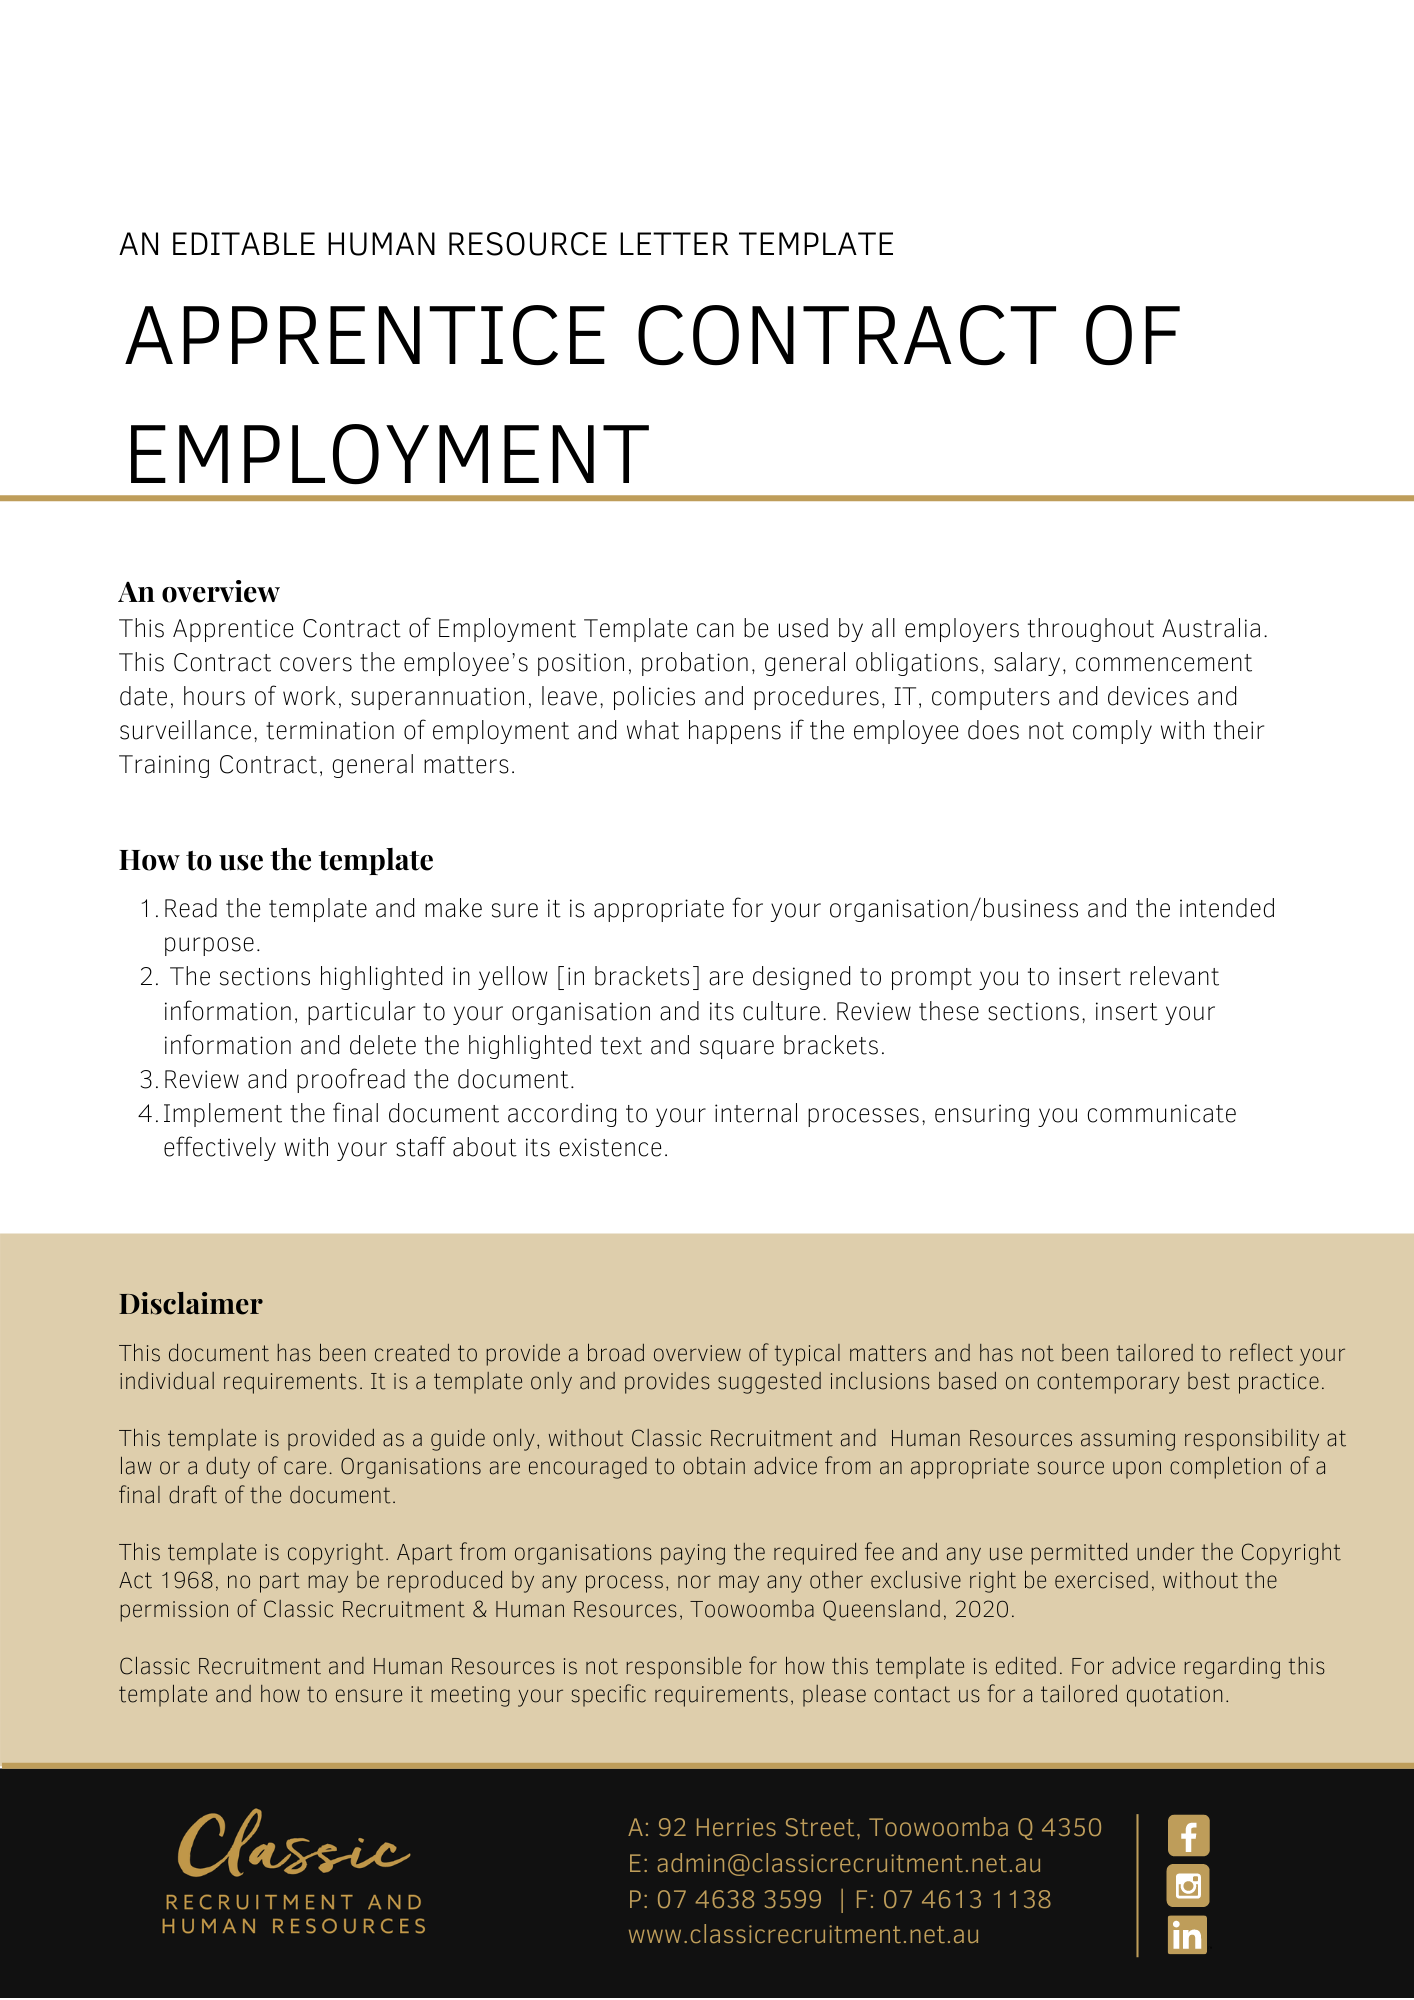 AN EDITABLE HUMAN RESOURCE LETTER TEMPLATE
APPRENTICE CONTRACT OF
EMPLOYMENT
An overview
This Apprentice Contract of Employment Template can be used by all employers throughout Australia.
This Contract covers the employee's position, probation, general obligations, salary, commencement
date, hours of work, superannuation, leave, policies and procedures, IT, computers and devices and
surveillance, termination of employment and what happens if the employee does not comply with their
Training Contract, general matters.
How to use the template
1. Read the template and make sure it is appropriate for your organisation/business and the intended
purpose.
2. The sections highlighted in yellow [in brackets] are designed to prompt you to insert relevant
information, particular to your organisation and its culture. Review these sections, insert your
information and delete the highlighted text and square brackets.
3. Review and proofread the document.
4. Implement the final document according to your internal processes, ensuring you communicate
effectively with your staff about its existence.
Disclaimer
This document has been created to provide a broad overview of typical matters and has not been tailored to reflect your
individual requirements. It is a template only and provides suggested inclusions based on contemporary best practice.
This template is provided as a guide only, without Classic Recruitment and Human Resources assuming responsibility at
law or a duty of care. Organisations are encouraged to obtain advice from an appropriate source upon completion of a
final draft of the document.
This template is copyright. Apart from organisations paying the required fee and any use permitted under the Copyright
Act 1968, no part may be reproduced by any process, nor may any other exclusive right be exercised, without the
permission of Classic Recruitment & Human Resources, Toowoomba Queensland, 2020.
Classic Recruitment and Human Resources is not responsible for how this template is edited. For advice regarding this
template and how to ensure it meeting your specific requirements, please contact us for a tailored quotation.
Classic
RECRUITMENT AND
HUMAN RESOURCES
A: 92 Herries Street, Toowoomba Q 4350
E: admin@classicrecruitment.net.au
P: 07 4638 3599 | F: 07 4613 1138
www.classicrecruitment.net.au